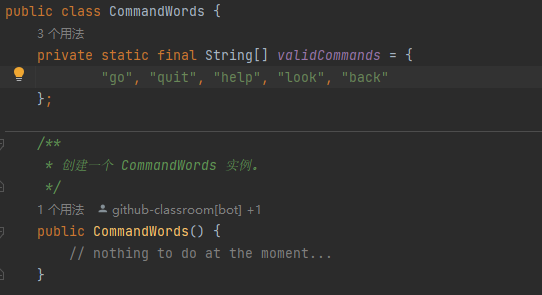 public class CommandWords {
3 个用法
private static final String[] validCommands = {
"go", "quit", "help", "look", "back"
};
/**
* 创建一个 CommandWords 实例.
*/
1 个用法 github-classroom[bot] +1
public CommandWords() {
// nothing to do at the moment...
}